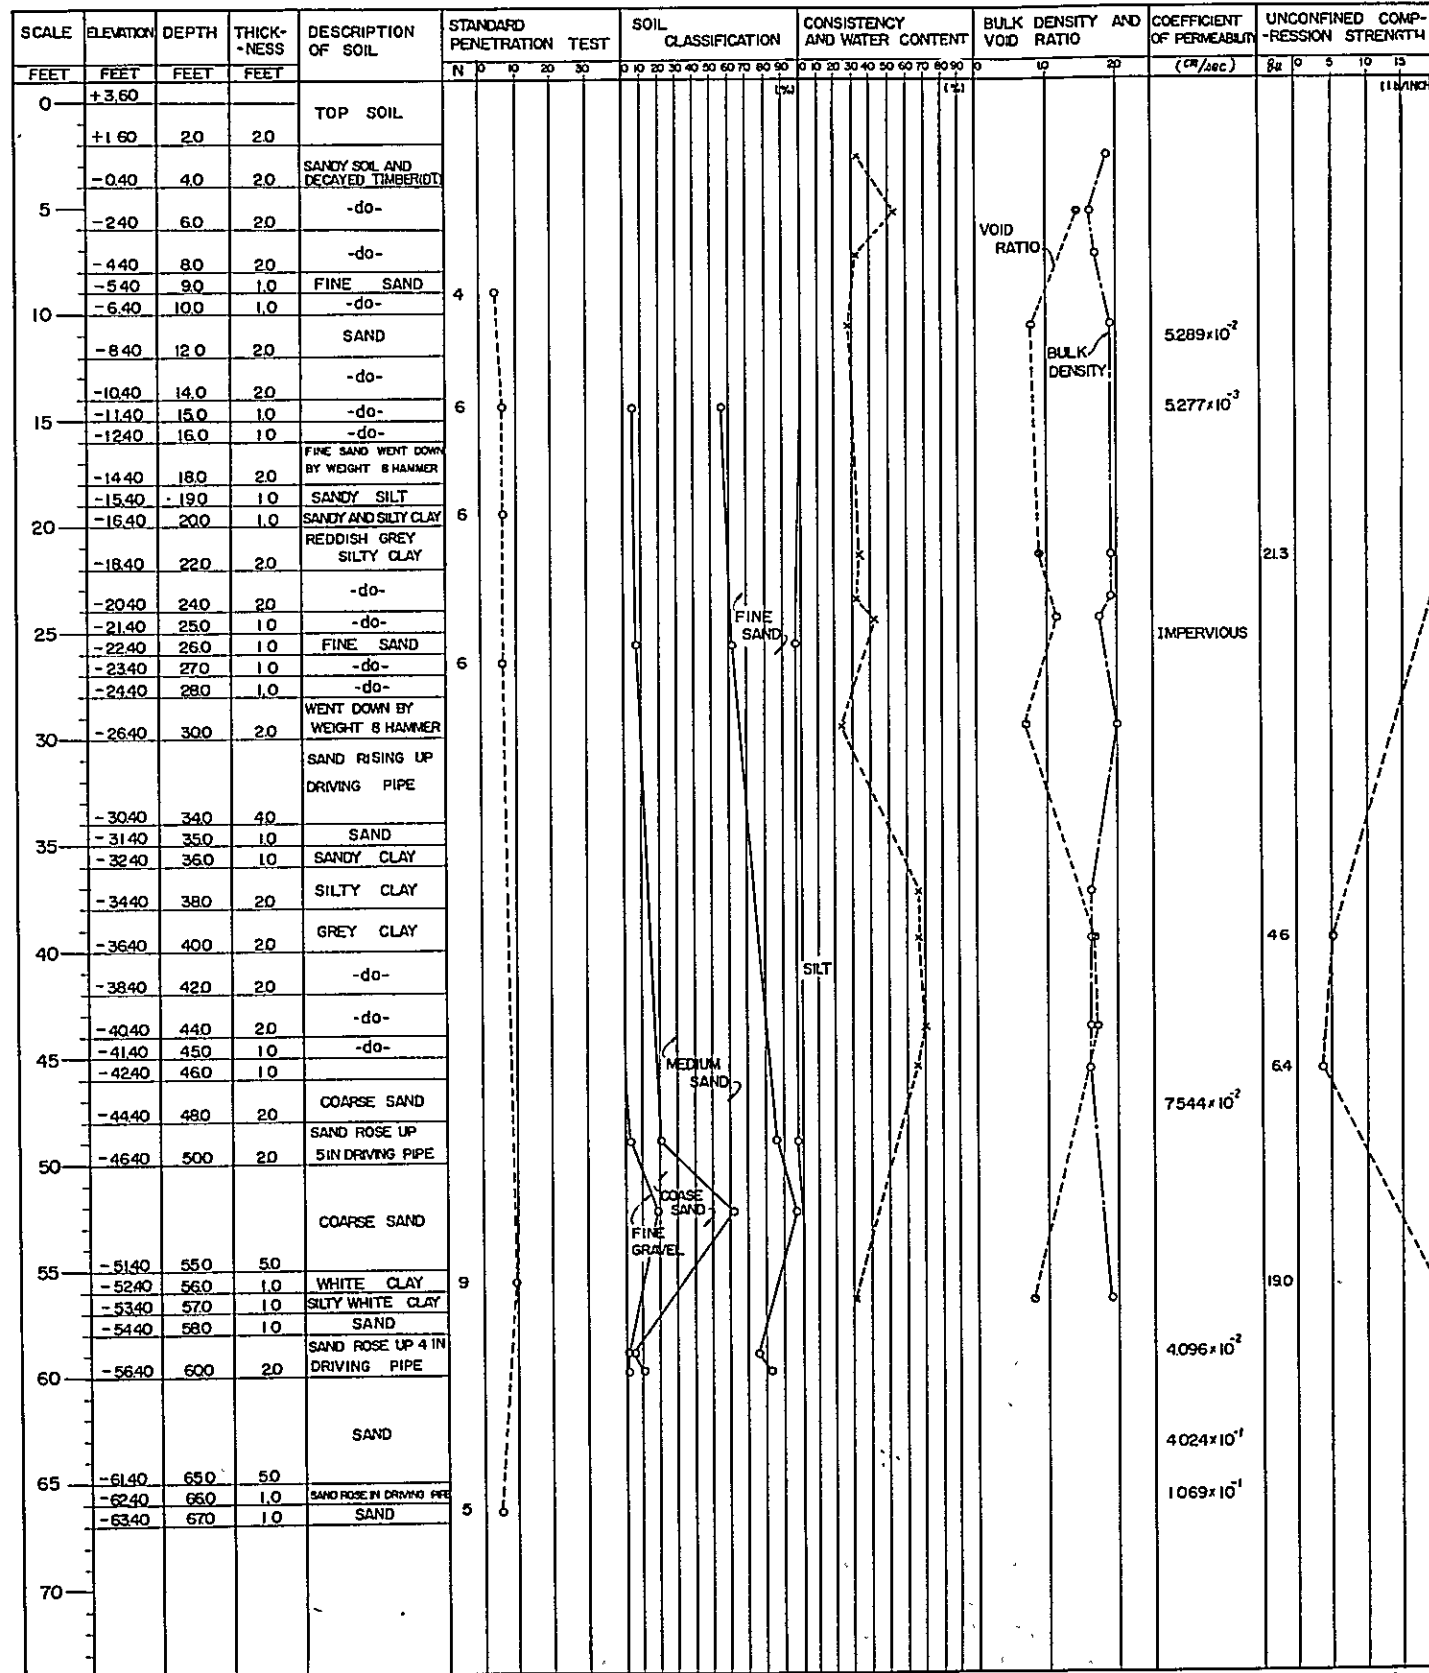 SCALE ELEVATION DEPTH THICK- -NESS DESCRIPTION OF SOIL STANDARD PENETRATION TEST SOIL CLASSIFICATION CONSISTENCY AND WATER CONTENT BULK DENSITY AND VOID RATIO COEFFICIENT OF PERMEABILITY UNCONFINED COMP- -RESSION STRENGTH
FEET FEET FEET FEET N 0 10 20 30 0 10 20 30 40 50 60 70 80 90 0 10 20 30 40 50 60 70 80 90 0 1.0 2.0 (cm/sec) 0 5 10 15
(%) (%) (1b/INCH
0 +3.60
TOP SOIL
+1.60 2.0 2.0
SANDY SOIL AND
DECAYED TIMBER(DT)
-0.40 4.0 2.0
5 -do-
-2.40 6.0 2.0
VOID RATIO
-do-
-4.40 8.0 2.0
-5.40 9.0 1.0 FINE SAND 4
-6.40 10.0 1.0 -do-
10
SAND 5.289×10⁻²
-8.40 12.0 2.0
BULK DENSITY
-do-
-10.40 14.0 2.0 5.277×10⁻³
-11.40 15.0 1.0 -do- 6
15
-12.40 16.0 1.0 -do-
FINE SAND WENT DOWN
BY WEIGHT 8 HAMMER
-14.40 18.0 2.0
-15.40 19.0 1.0 SANDY SILT
-16.40 20.0 1.0 SANDY AND SILTY CLAY 6
20
REDDISH GREY
SILTY CLAY
-18.40 22.0 2.0 21.3
-do-
-20.40 24.0 2.0
FINE SAND
-21.40 25.0 1.0 -do-
25 IMPERVIOUS
-22.40 26.0 1.0 FINE SAND
-23.40 27.0 1.0 -do- 6
-24.40 28.0 1.0 -do-
WENT DOWN BY
WEIGHT 8 HAMMER
-26.40 30.0 2.0
30
SAND RISING UP
DRIVING PIPE
-30.40 34.0 4.0
-31.40 35.0 1.0 SAND
35
-32.40 36.0 1.0 SANDY CLAY
SILTY CLAY
-34.40 38.0 2.0
GREY CLAY 4.6
-36.40 40.0 2.0
40
SILT
-do-
-38.40 42.0 2.0
-do-
-40.40 44.0 2.0
-41.40 45.0 1.0 -do-
45 MEDIUM SAND 6.4
-42.40 46.0 1.0
COARSE SAND 7.544×10⁻²
-44.40 48.0 2.0
SAND ROSE UP
5 IN DRIVING PIPE
-46.40 50.0 2.0
50
COASE SAND
COARSE SAND
FINE GRAVEL
-51.40 55.0 5.0
55
-52.40 56.0 1.0 WHITE CLAY 9 19.0
-53.40 57.0 1.0 SILTY WHITE CLAY
-54.40 58.0 1.0 SAND
SAND ROSE UP 4 IN 4.096×10⁻²
DRIVING PIPE
-56.40 60.0 2.0
60
SAND 4.024×10⁻¹
-61.40 65.0 5.0
65
-62.40 66.0 1.0 SAND ROSE IN DRIVING PIPE 1.069×10⁻¹
-63.40 67.0 1.0 SAND 5
70